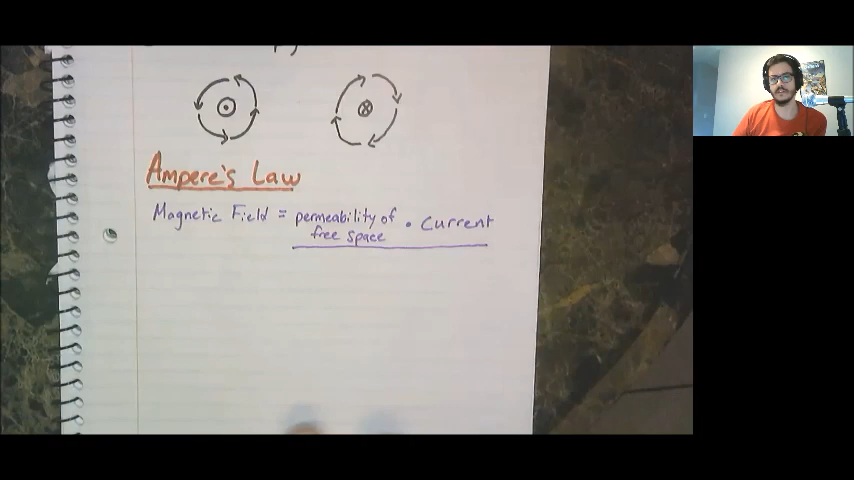 Ampere's Law
Magnetic Field = permeability of • Current
free space